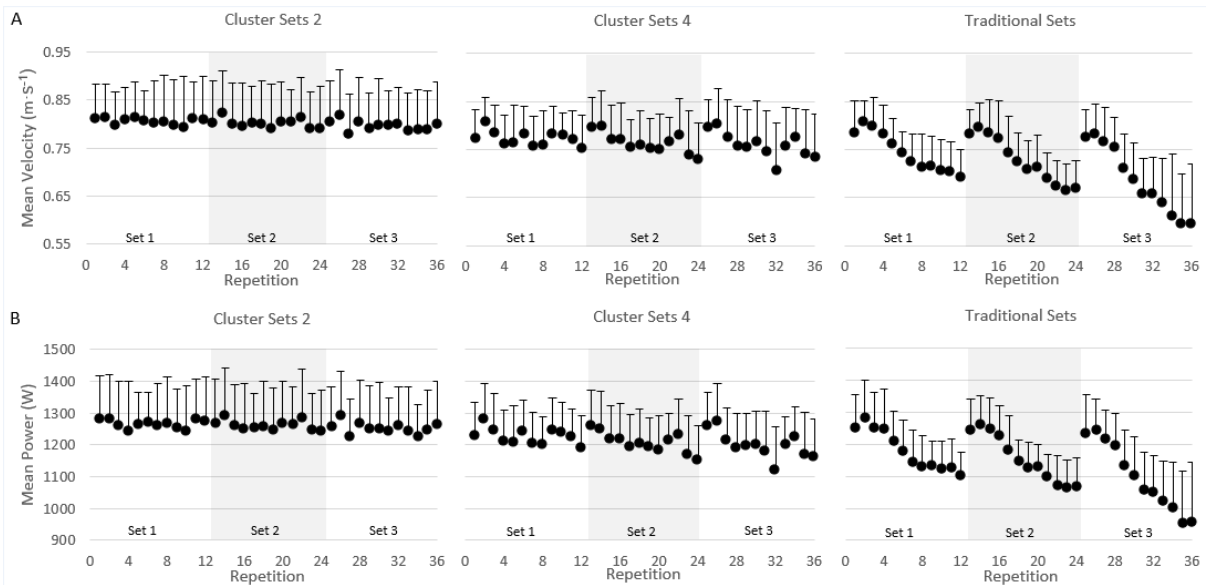 A
Cluster Sets 2
Cluster Sets 4
Traditional Sets
Mean Velocity (m·S⁻¹)
0.95
0.85
0.75
0.65
0.55
Set 1 Set 2 Set 3
Set 1 Set 2 Set 3
Set 1 Set 2 Set 3
0 4 8 12 16 20 24 28 32 36
0 4 8 12 16 20 24 28 32 36
0 4 8 12 16 20 24 28 32 36
Repetition
Repetition
Repetition
B
Cluster Sets 2
Cluster Sets 4
Traditional Sets
Mean Power (W)
1500
1400
1300
1200
1100
1000
900
Set 1 Set 2 Set 3
Set 1 Set 2 Set 3
Set 1 Set 2 Set 3
0 4 8 12 16 20 24 28 32 36
0 4 8 12 16 20 24 28 32 36
0 4 8 12 16 20 24 28 32 36
Repetition
Repetition
Repetition